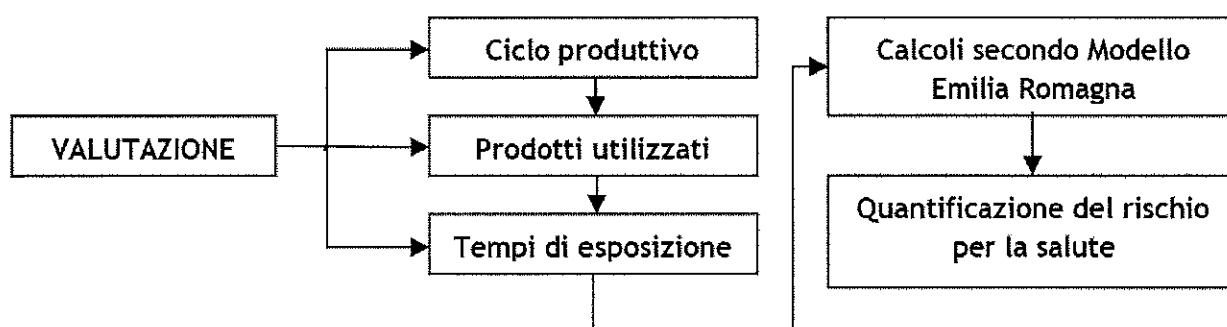 VALUTAZIONE
Ciclo produttivo
Prodotti utilizzati
Tempi di esposizione
Calcoli secondo Modello
Emilia Romagna
Quantificazione del rischio
per la salute